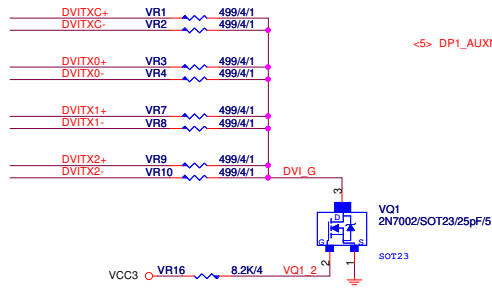 DVITXC+ VR1 499/4/1
DVITXC- VR2 499/4/1
<5> DP1_AUX
DVITX0+ VR3 499/4/1
DVITX0- VR4 499/4/1
DVITX1+ VR7 499/4/1
DVITX1- VR8 499/4/1
DVITX2+ VR9 499/4/1
DVITX2- VR10 499/4/1
DVI_G
3
VQ1
2N7002/SOT23/25pF/5
D
G S
SOT23
2 1
VCC3 VR16 8.2K/4 VQ1_2